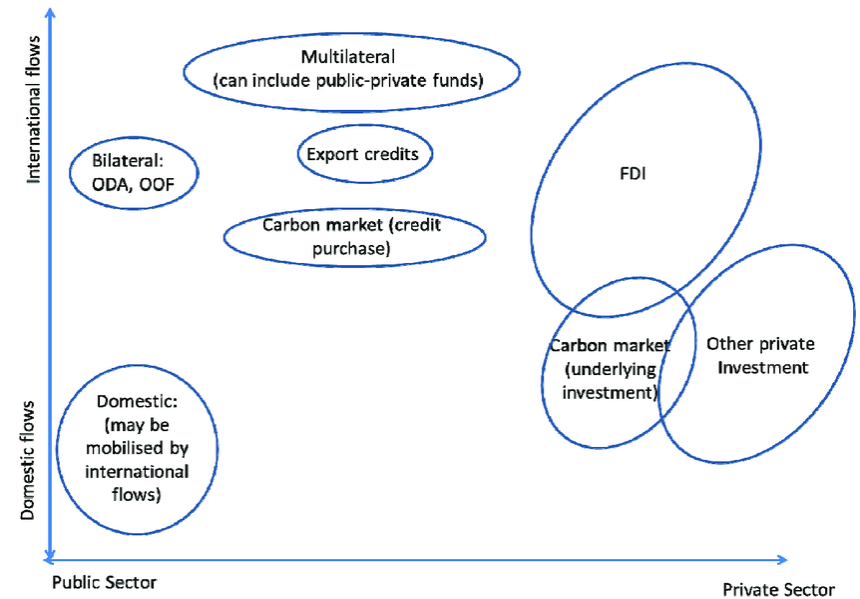 International flows
Multilateral
(can include public-private funds)
Export credits
Bilateral:
ODA, OOF
Carbon market (credit
purchase)
FDI
Carbon market
(underlying
investment)
Other private
Investment
Domestic flows
Domestic:
(may be
mobilised by
international
flows)
Public Sector
Private Sector